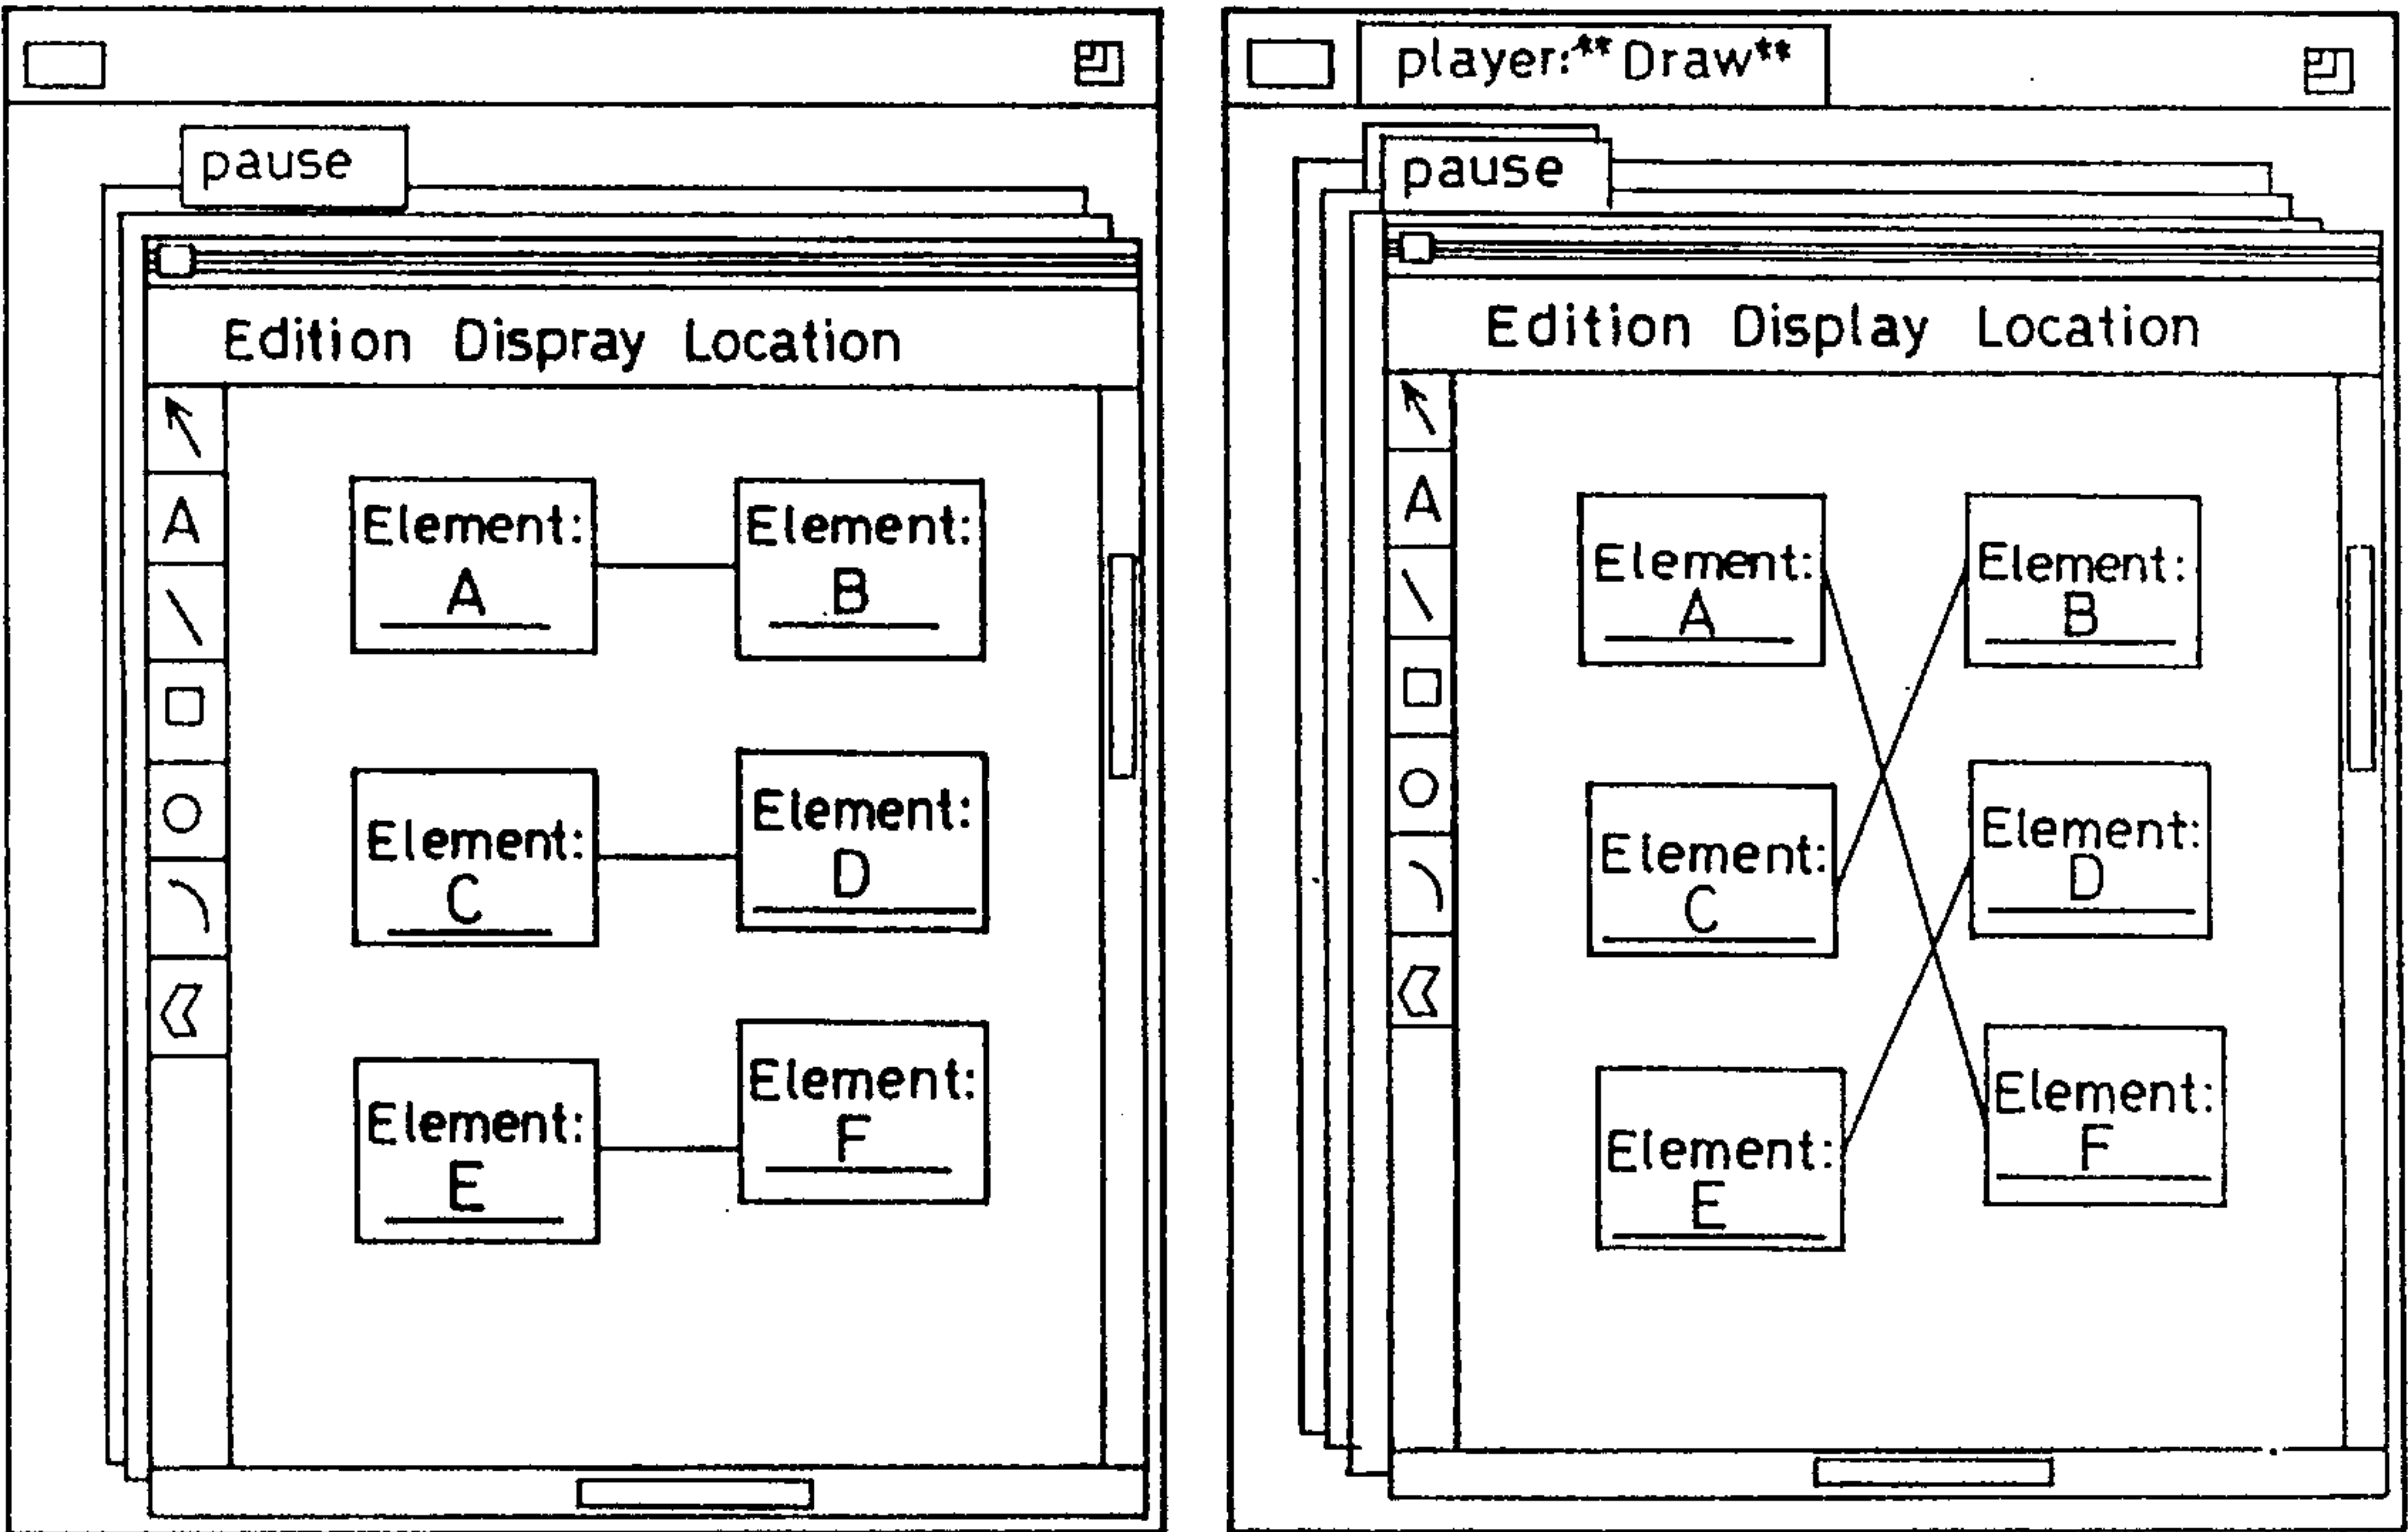 pause
Edition Dispray Location
A
Element:
A
Element:
B
Element:
C
Element:
D
Element:
E
Element:
F
player:**Draw**
pause
Edition Display Location
A
Element:
A
Element:
B
Element:
C
Element:
D
Element:
E
Element:
F